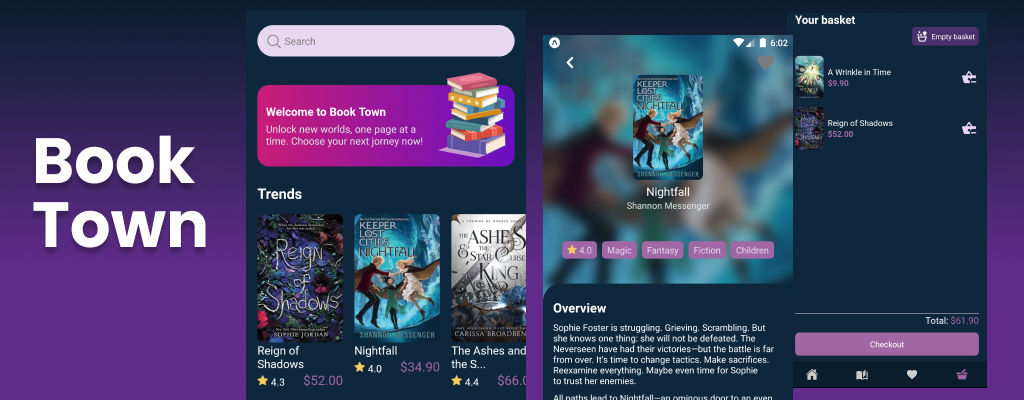 Book
Town
Search
Welcome to Book Town
Unlock new worlds, one page at a
time. Choose your next jorney now!
Trends
Reign
of
Shadows
SOPHIE JORDAN
KEEPER
LOST
CITIES
NIGHTFALL
SHANNON MESSENGER
THE ASHES
& THE
STAR CURSE
KING
CARISSA BROADBEN
Reign of
Shadows
4.3
$52.00
Nightfall
4.0
$34.90
The Ashes and
the S...
4.4
$66.0
6:02
KEEPER
LOST
CITIES
NIGHTFALL
SHANNON MESSENGER
Nightfall
Shannon Messenger
4.0
Magic
Fantasy
Fiction
Children
Overview
Sophie Foster is struggling. Grieving. Scrambling. But
she knows one thing: she will not be defeated. The
Neverseen have had their victories—but the battle is far
from over. It's time to change tactics. Make sacrifices.
Reexamine everything. Maybe even time for Sophie
to trust her enemies.
All paths lead to Nightfall—an ominous door to an even
Your basket
Empty basket
A Wrinkle in Time
$9.90
Reign of Shadows
$52.00
Total: $61.90
Checkout